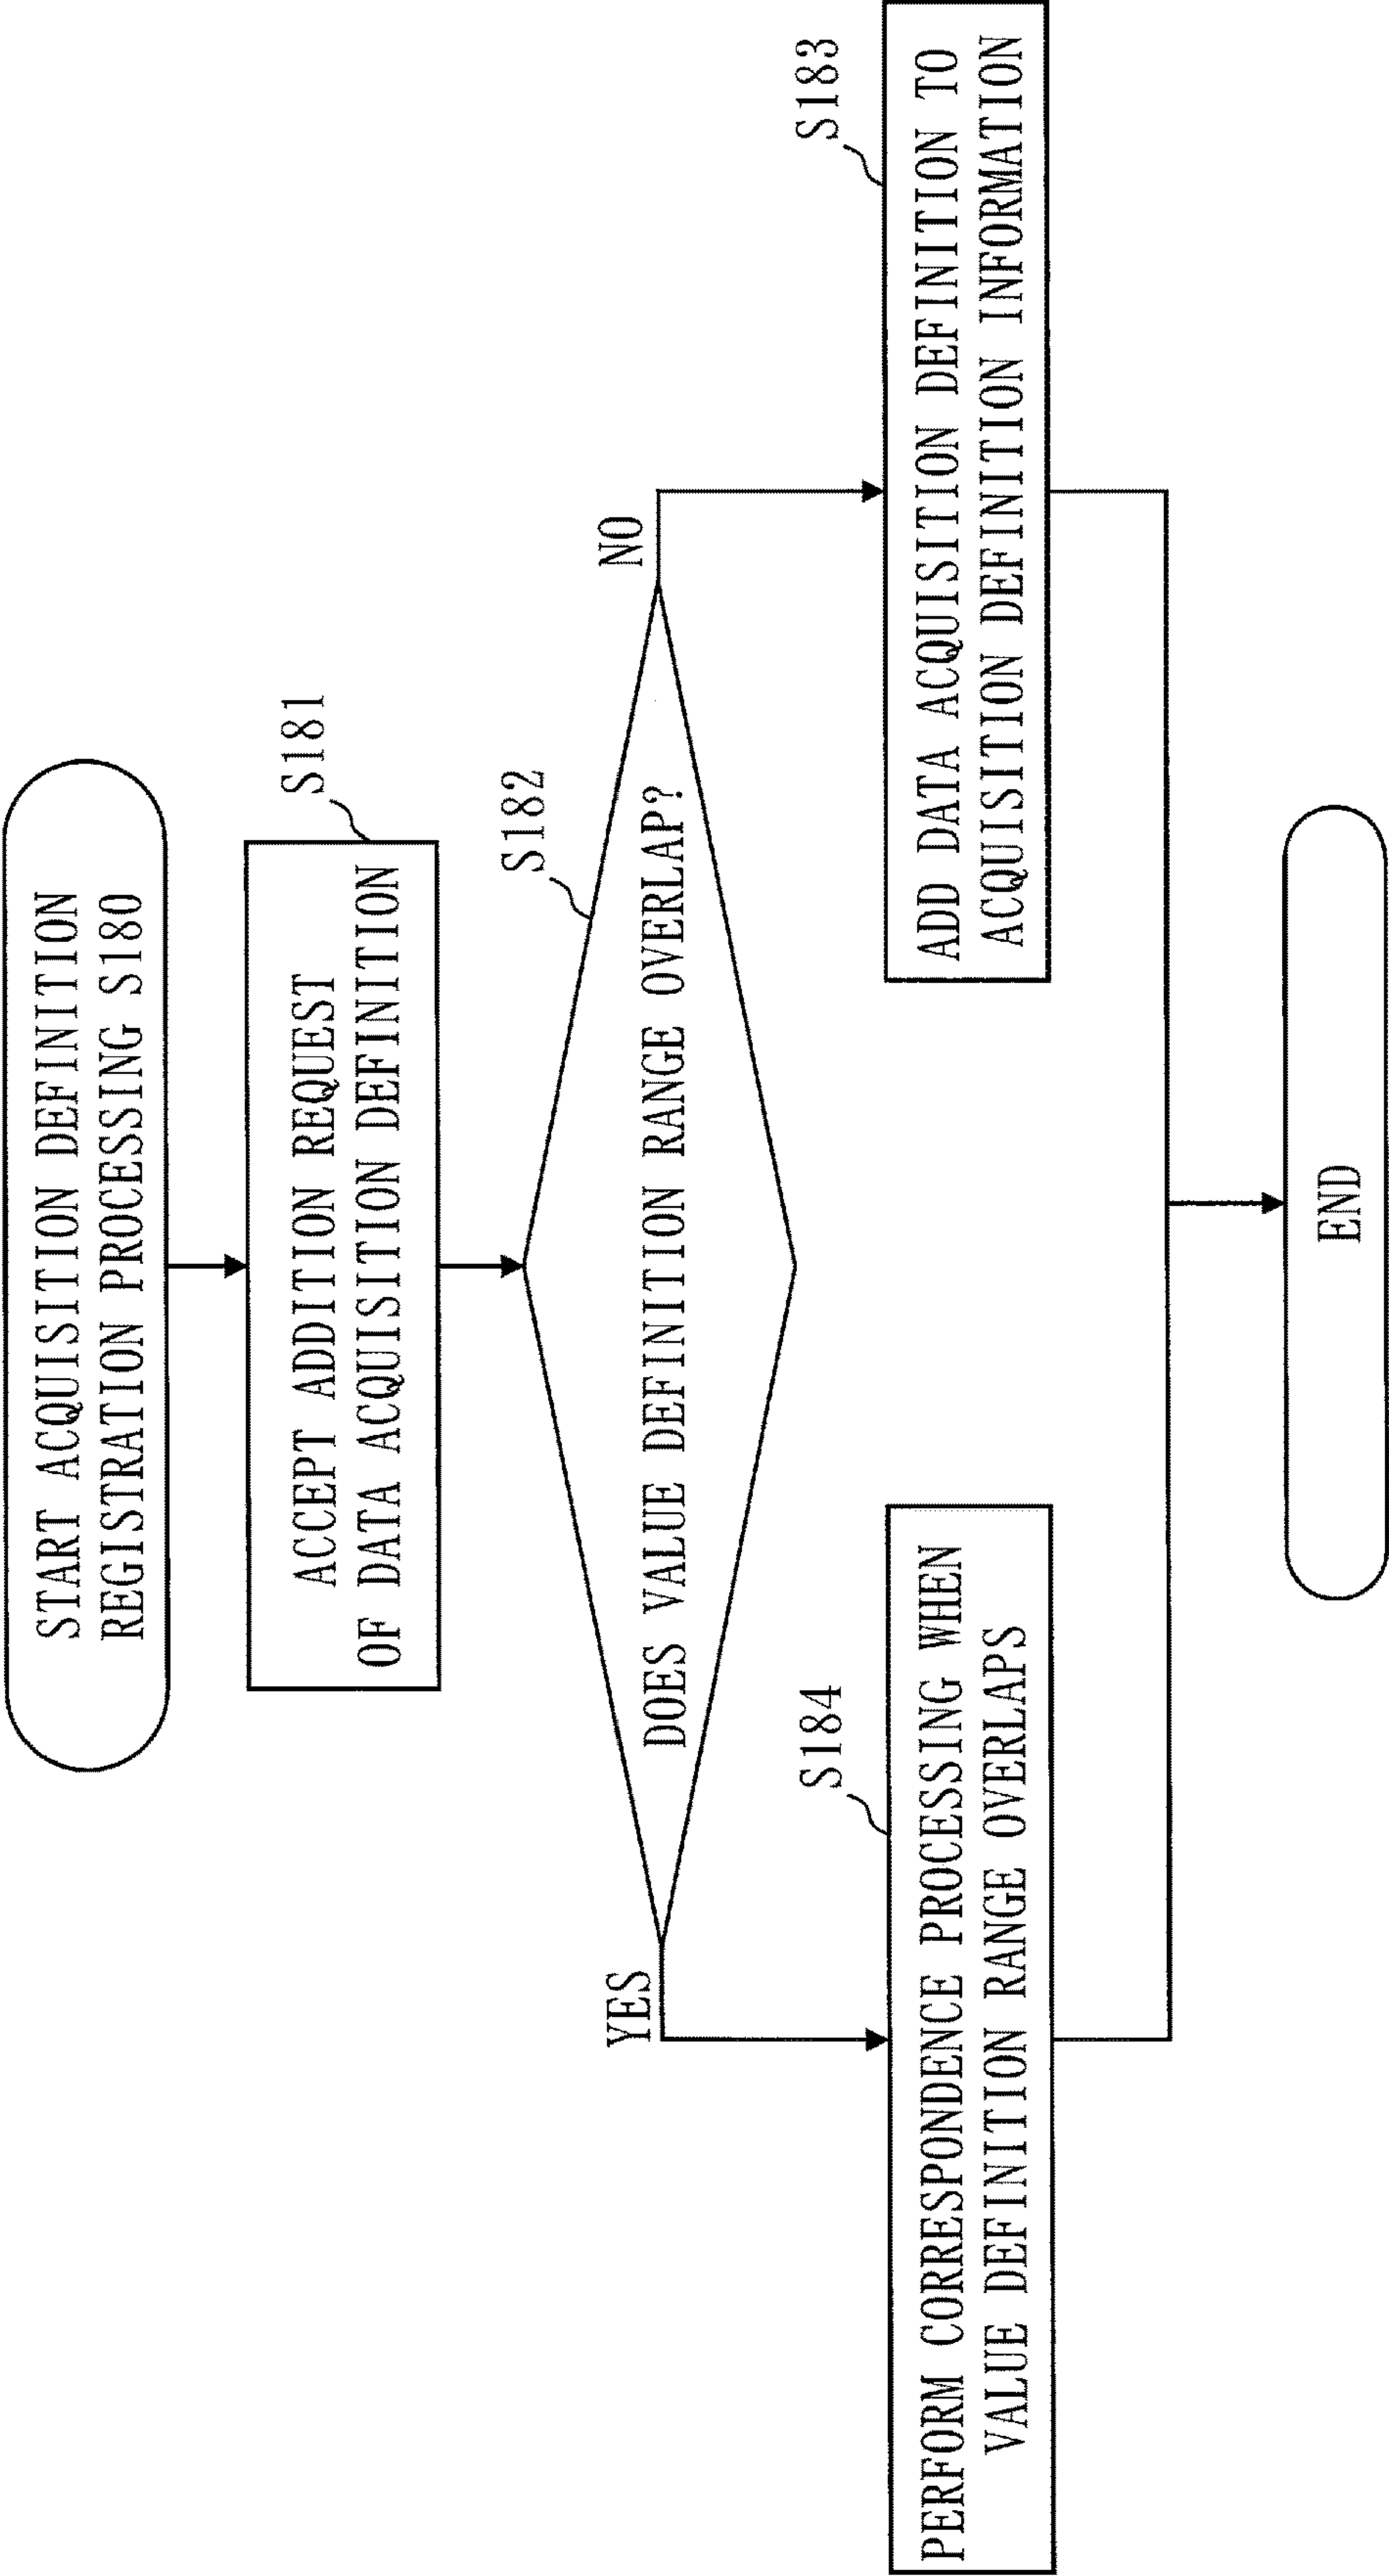 START ACQUISITION DEFINITION
REGISTRATION PROCESSING S180
S181
ACCEPT ADDITION REQUEST
OF DATA ACQUISITION DEFINITION
S182
DOES VALUE DEFINITION RANGE OVERLAP?
YES
NO
S184
PERFORM CORRESPONDENCE PROCESSING WHEN
VALUE DEFINITION RANGE OVERLAPS
S183
ADD DATA ACQUISITION DEFINITION TO
ACQUISITION DEFINITION INFORMATION
END